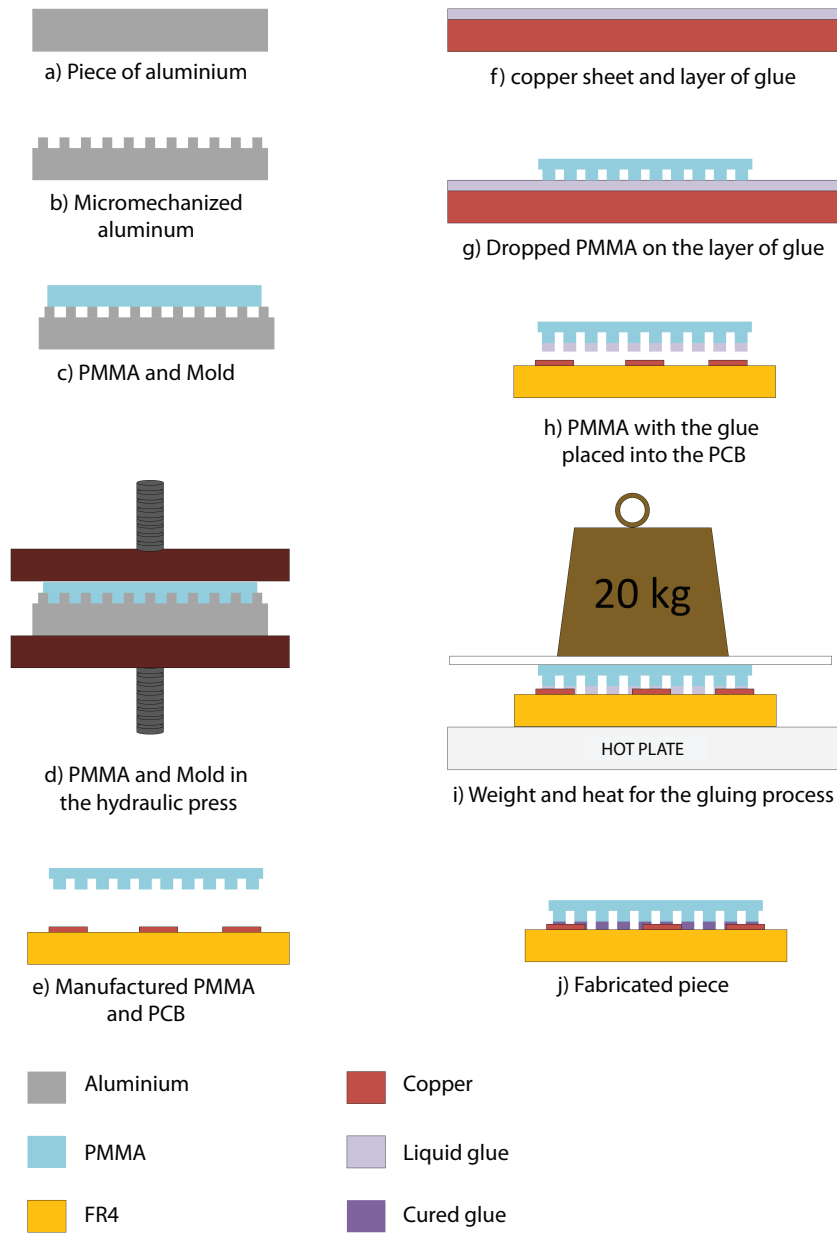 a) Piece of aluminium
b) Micromechanized
aluminum
c) PMMA and Mold
d) PMMA and Mold in
the hydraulic press
e) Manufactured PMMA
and PCB
f) copper sheet and layer of glue
g) Dropped PMMA on the layer of glue
h) PMMA with the glue
placed into the PCB
20 kg
HOT PLATE
i) Weight and heat for the gluing process
j) Fabricated piece
Aluminium
PMMA
FR4
Copper
Liquid glue
Cured glue